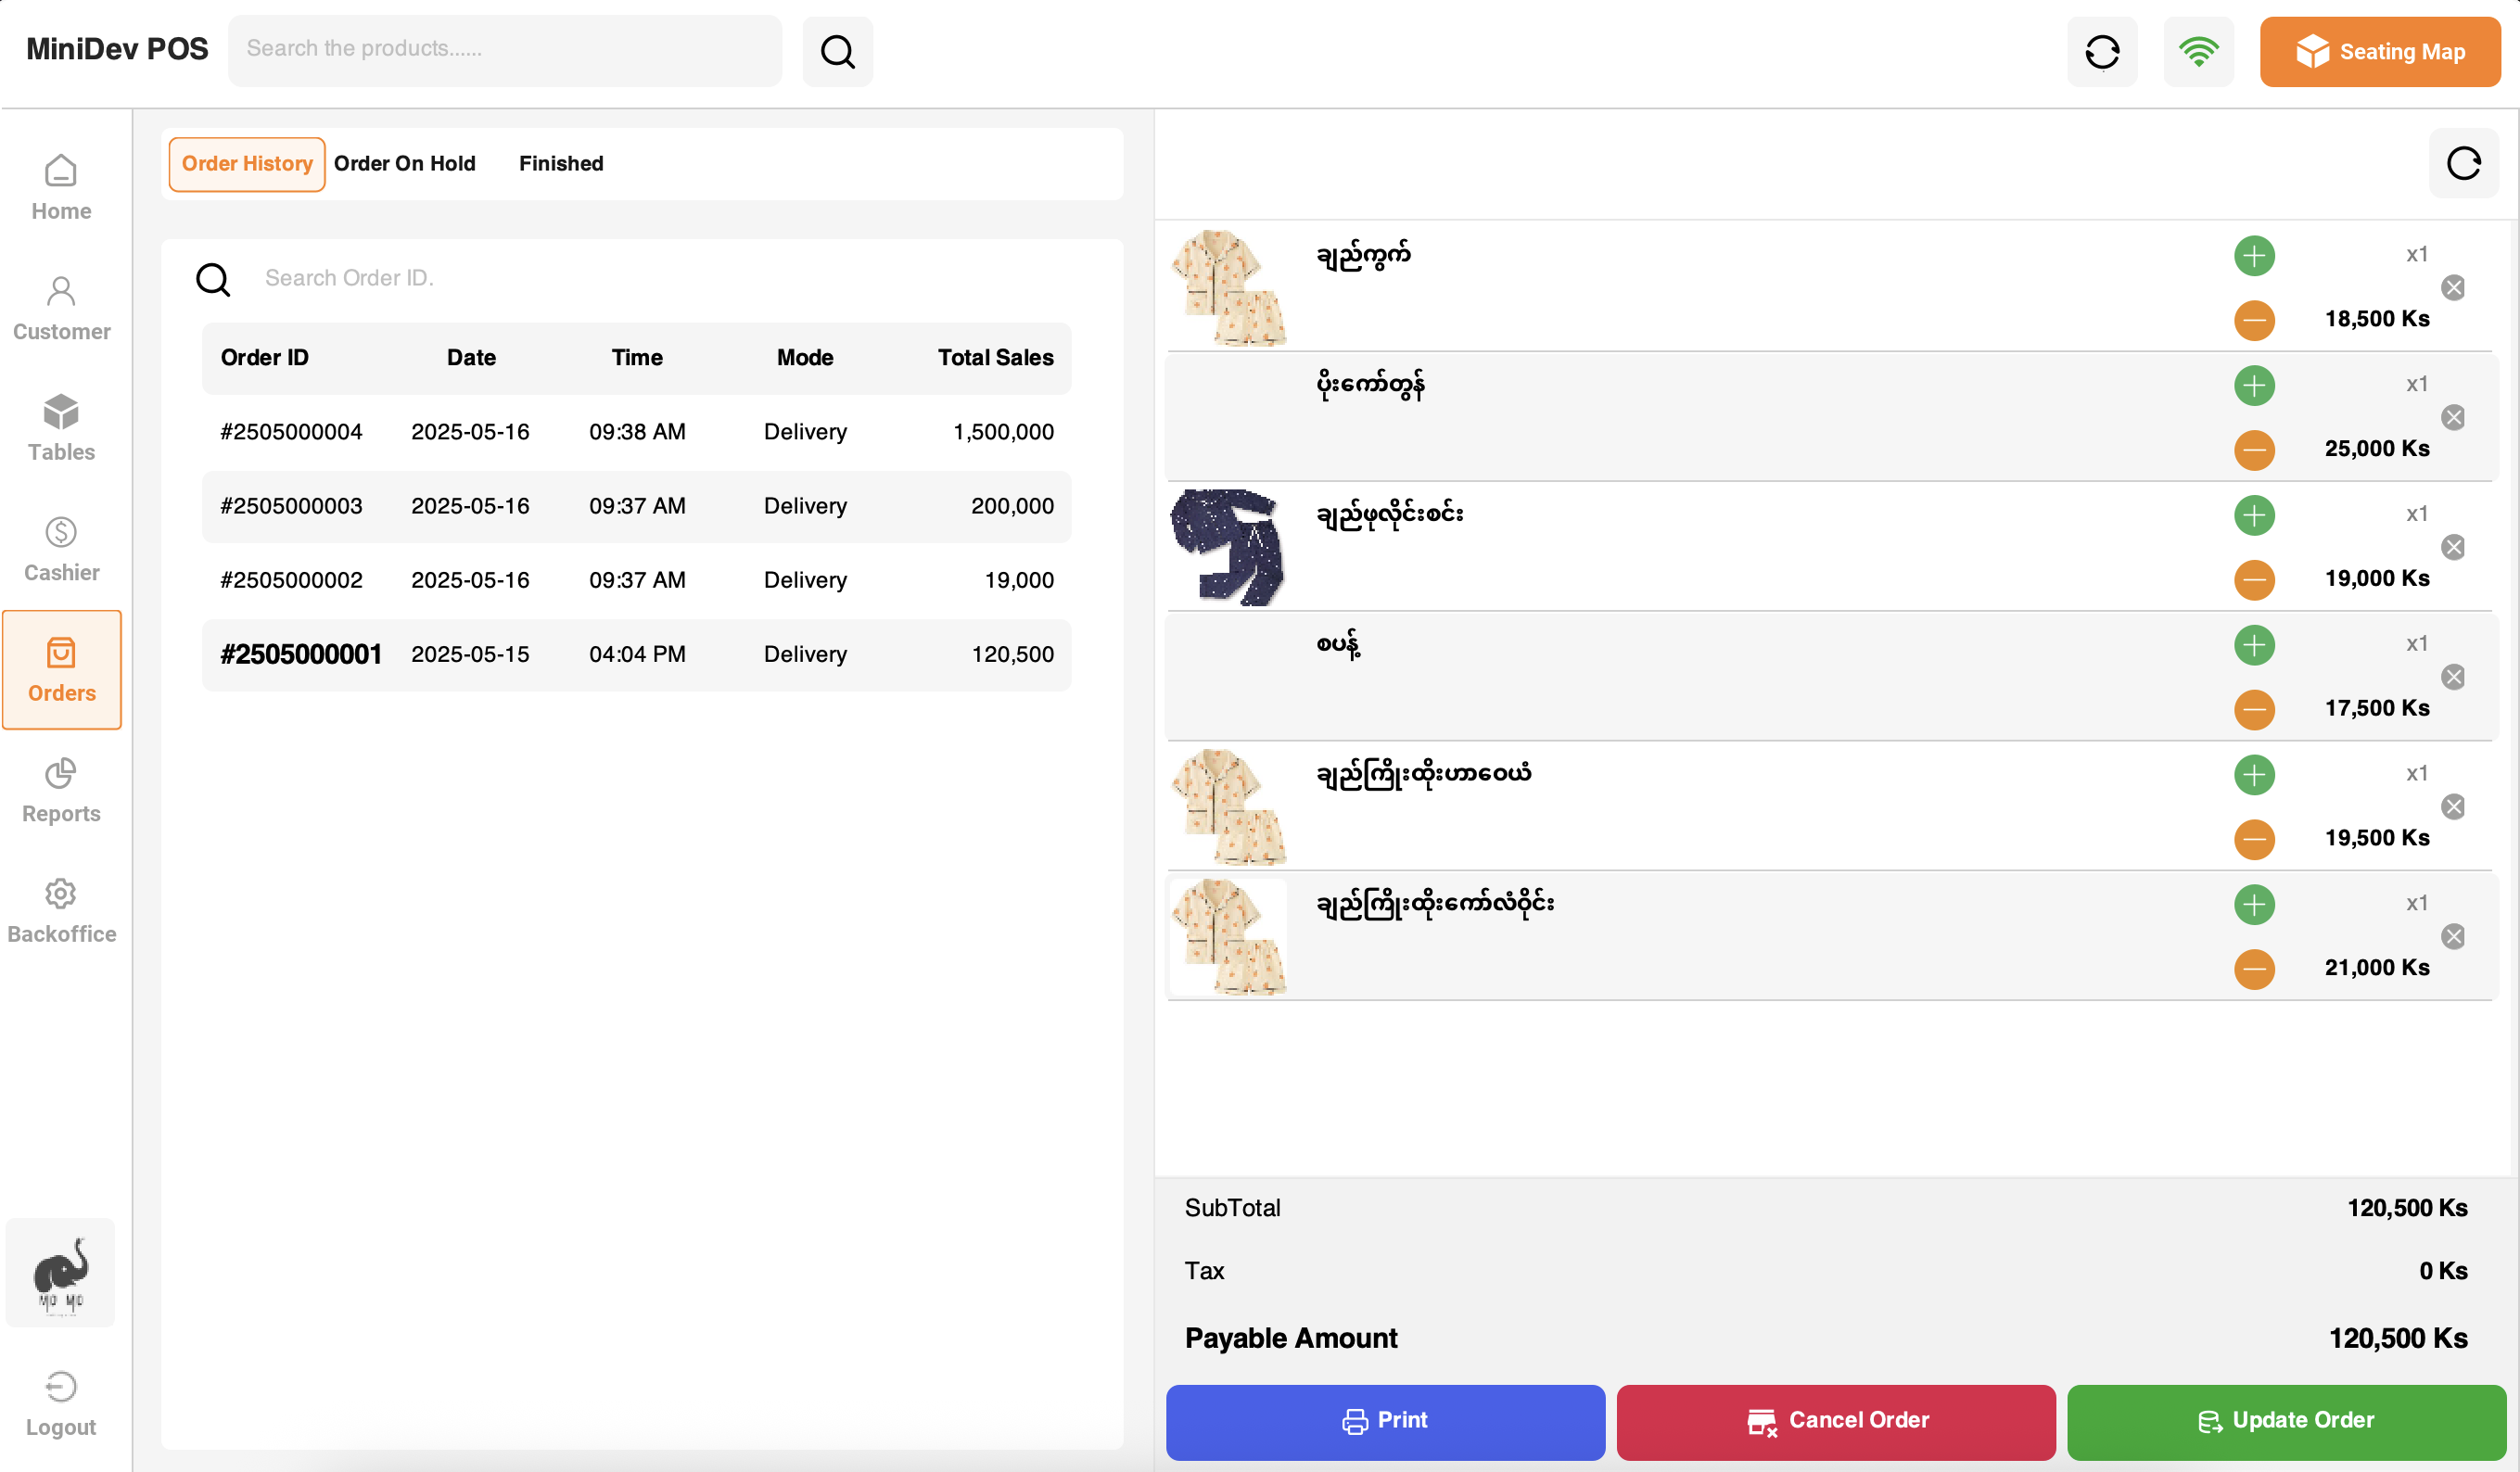 MiniDev POS
Search the products......
Seating Map
Home
Customer
Tables
Cashier
Orders
Reports
Backoffice
Logout
Order History
Order On Hold
Finished
Search Order ID.
Order ID Date Time Mode Total Sales
#2505000004 2025-05-16 09:38 AM Delivery 1,500,000
#2505000003 2025-05-16 09:37 AM Delivery 200,000
#2505000002 2025-05-16 09:37 AM Delivery 19,000
#2505000001 2025-05-15 04:04 PM Delivery 120,500
ချည်ကွက် x1
18,500 Ks
ပိုးကော်တွန် x1
25,000 Ks
ချည်ဖုလိုင်းစင်း x1
19,000 Ks
စပန့် x1
17,500 Ks
ချည်ကြိုးထိုးဟာဝေယံ x1
19,500 Ks
ချည်ကြိုးထိုးကော်လံဝိုင်း x1
21,000 Ks
SubTotal 120,500 Ks
Tax 0 Ks
Payable Amount 120,500 Ks
Print
Cancel Order
Update Order